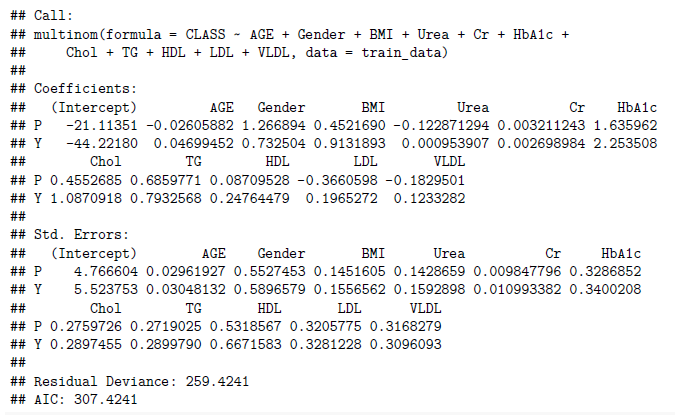 ## Call:
## multinom(formula = CLASS ~ AGE + Gender + BMI + Urea + Cr + HbA1c +
##     Chol + TG + HDL + LDL + VLDL, data = train_data)
##
## Coefficients:
##   (Intercept)         AGE   Gender       BMI         Urea          Cr    HbA1c
## P   -21.11351 -0.02605882 1.266894 0.4521690 -0.122871294 0.003211243 1.635962
## Y   -44.22180  0.04699452 0.732504 0.9131893  0.000953907 0.002698984 2.253508
##        Chol        TG        HDL        LDL       VLDL
## P 0.4552685 0.6859771 0.08709528 -0.3660598 -0.1829501
## Y 1.0870918 0.7932568 0.24764479  0.1965272  0.1233282
##
## Std. Errors:
##   (Intercept)        AGE    Gender       BMI      Urea          Cr     HbA1c
## P    4.766604 0.02961927 0.5527453 0.1451605 0.1428659 0.009847796 0.3286852
## Y    5.523753 0.03048132 0.5896579 0.1556562 0.1592898 0.010993382 0.3400208
##        Chol        TG       HDL       LDL      VLDL
## P 0.2759726 0.2719025 0.5318567 0.3205775 0.3168279
## Y 0.2897455 0.2899790 0.6671583 0.3281228 0.3096093
##
## Residual Deviance: 259.4241
## AIC: 307.4241